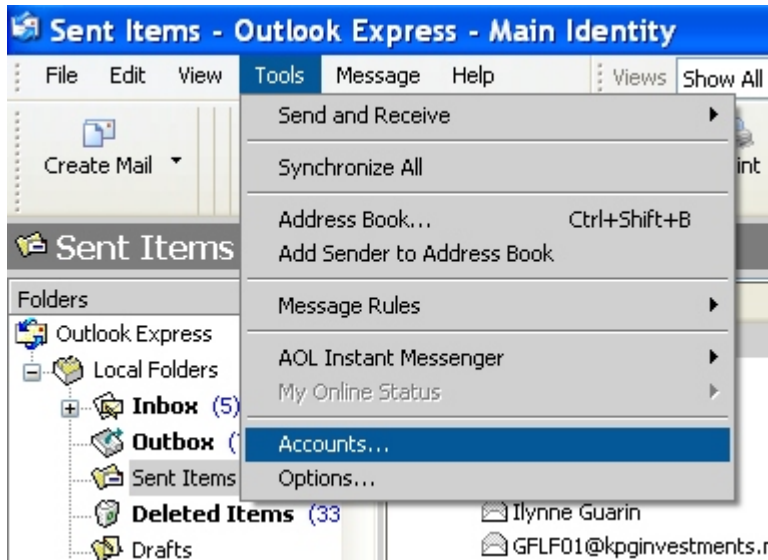 Sent Items - Outlook Express - Main Identity
File Edit View Tools Message Help Views Show All
Create Mail
Send and Receive
Synchronize All
Address Book... Ctrl+Shift+B
Add Sender to Address Book
Message Rules
AOL Instant Messenger
My Online Status
Accounts...
Options...
Sent Items
Folders
Outlook Express
Local Folders
Inbox (5)
Outbox (
Sent Items
Deleted Items (33
Drafts
Ilynne Guarin
GFLF01@kpginvestments.